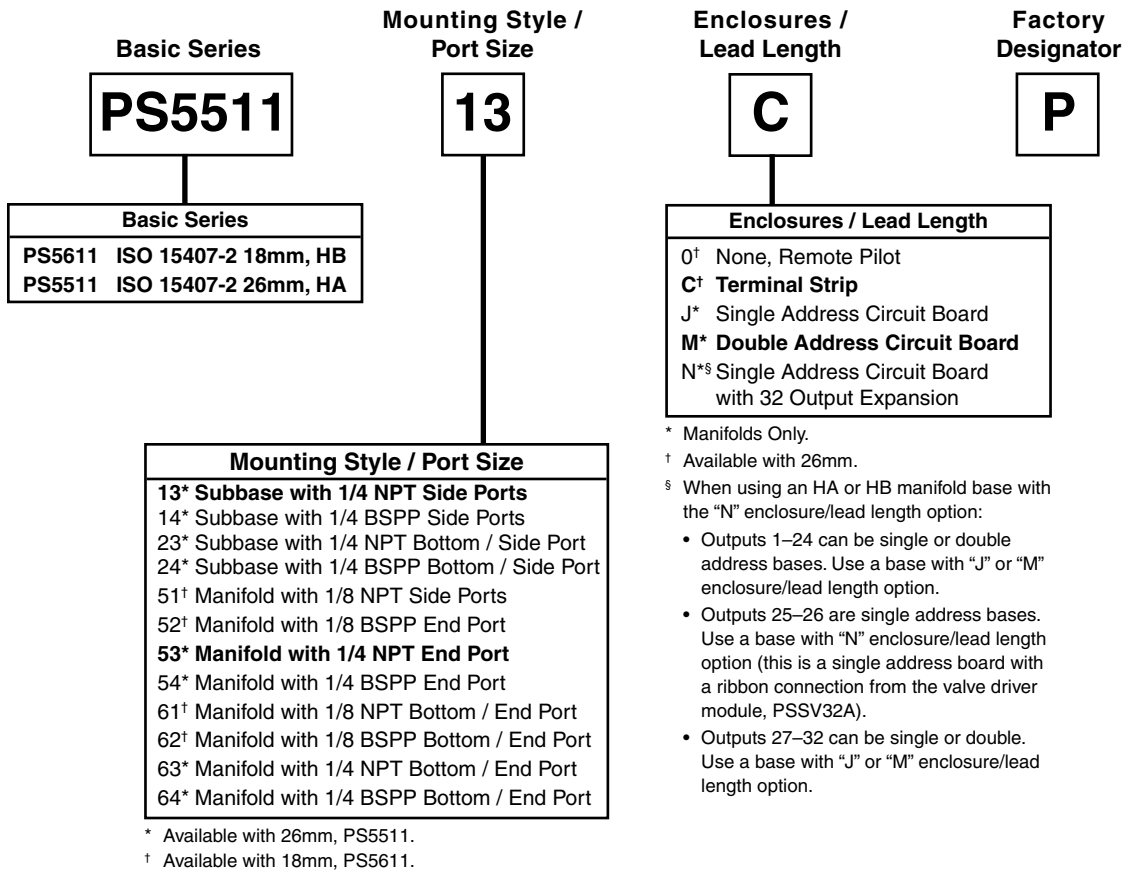 Basic Series
Mounting Style /
Port Size
Enclosures /
Lead Length
Factory
Designator
PS5511
13
C
P
Basic Series
PS5611 ISO 15407-2 18mm, HB
PS5511 ISO 15407-2 26mm, HA
Enclosures / Lead Length
0† None, Remote Pilot
C† Terminal Strip
J* Single Address Circuit Board
M* Double Address Circuit Board
N*§ Single Address Circuit Board
with 32 Output Expansion
* Manifolds Only.
† Available with 26mm.
§ When using an HA or HB manifold base with
the “N” enclosure/lead length option:
• Outputs 1–24 can be single or double
address bases. Use a base with “J” or “M”
enclosure/lead length option.
• Outputs 25–26 are single address bases.
Use a base with “N” enclosure/lead length
option (this is a single address board with
a ribbon connection from the valve driver
module, PSSV32A).
• Outputs 27–32 can be single or double.
Use a base with “J” or “M” enclosure/lead
length option.
Mounting Style / Port Size
13* Subbase with 1/4 NPT Side Ports
14* Subbase with 1/4 BSPP Side Ports
23* Subbase with 1/4 NPT Bottom / Side Port
24* Subbase with 1/4 BSPP Bottom / Side Port
51† Manifold with 1/8 NPT Side Ports
52† Manifold with 1/8 BSPP End Port
53* Manifold with 1/4 NPT End Port
54* Manifold with 1/4 BSPP End Port
61† Manifold with 1/8 NPT Bottom / End Port
62† Manifold with 1/8 BSPP Bottom / End Port
63* Manifold with 1/4 NPT Bottom / End Port
64* Manifold with 1/4 BSPP Bottom / End Port
* Available with 26mm, PS5511.
† Available with 18mm, PS5611.